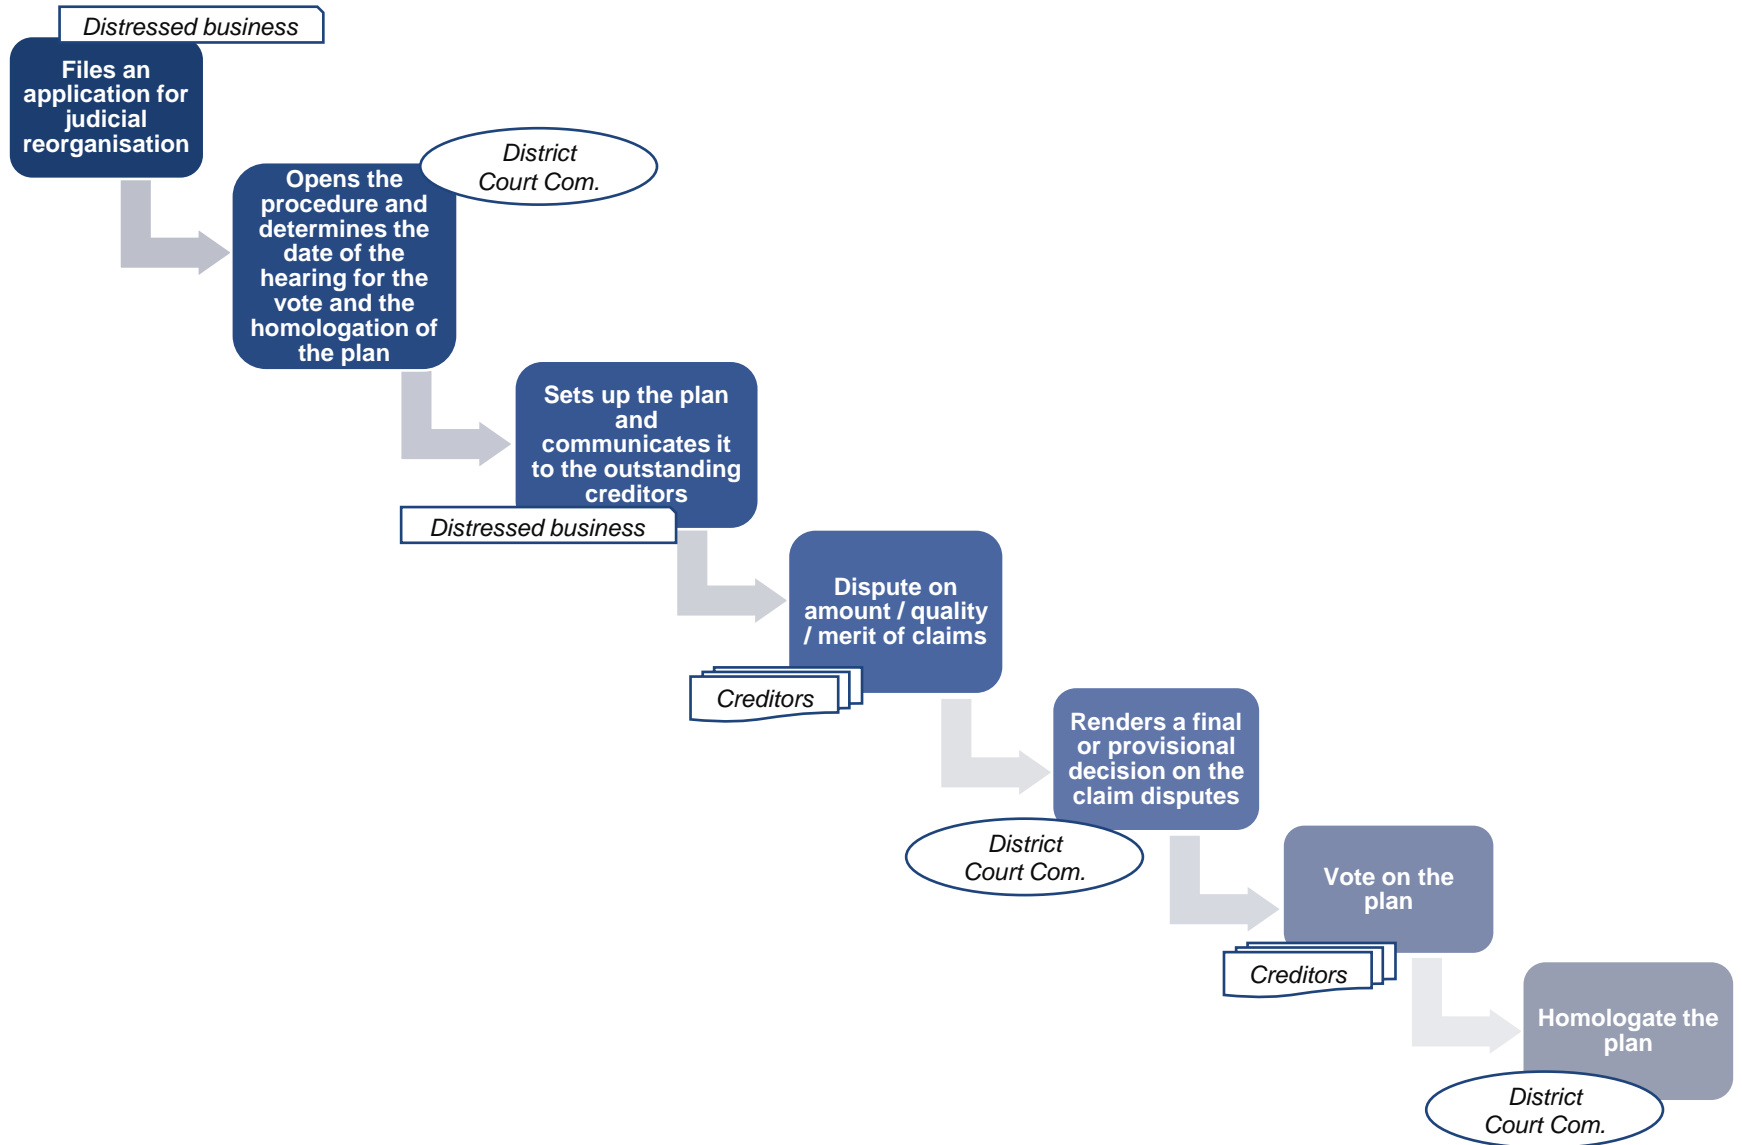 Distressed business
Files an
application for
judicial
reorganisation
District
Court Com.
Opens the
procedure and
determines the
date of the
hearing for the
vote and the
homologation of
the plan
Sets up the plan
and
communicates it
to the outstanding
creditors
Distressed business
Dispute on
amount / quality
/ merit of claims
Creditors
Renders a final
or provisional
decision on the
claim disputes
District
Court Com.
Vote on the
plan
Creditors
Homologate the
plan
District
Court Com.